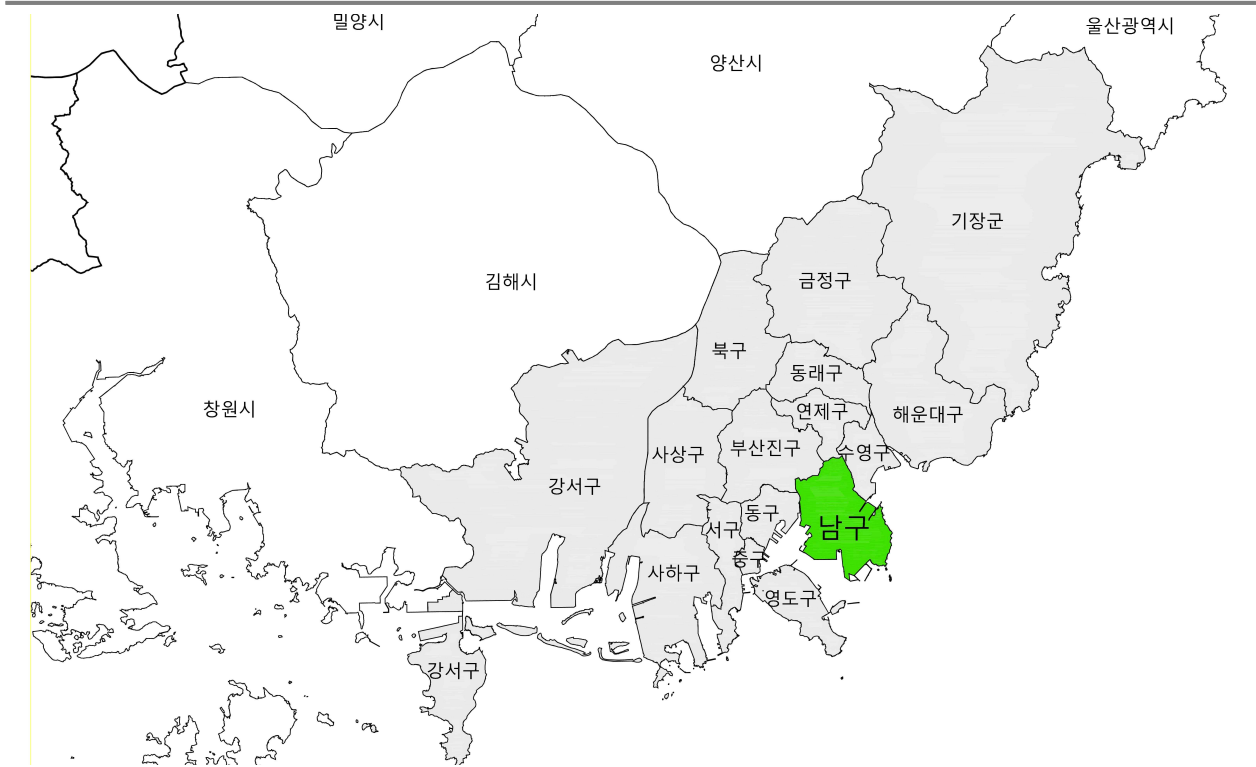 밀양시
울산광역시
양산시
기장군
김해시
금정구
북구
동래구
창원시
연제구
해운대구
부산진구
수영구
사상구
강서구
동구
남구
서구
중구
사하구
영도구
강서구